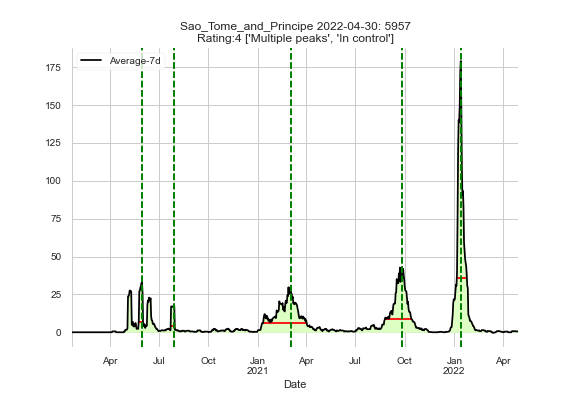 Sao_Tome_and_Principe 2022-04-30: 5957
Rating:4 ['Multiple peaks', 'In control']
Average-7d
175
150
125
100
75
50
25
0
Apr Jul Oct Jan Apr Jul Oct Jan Apr
2021 2022
Date